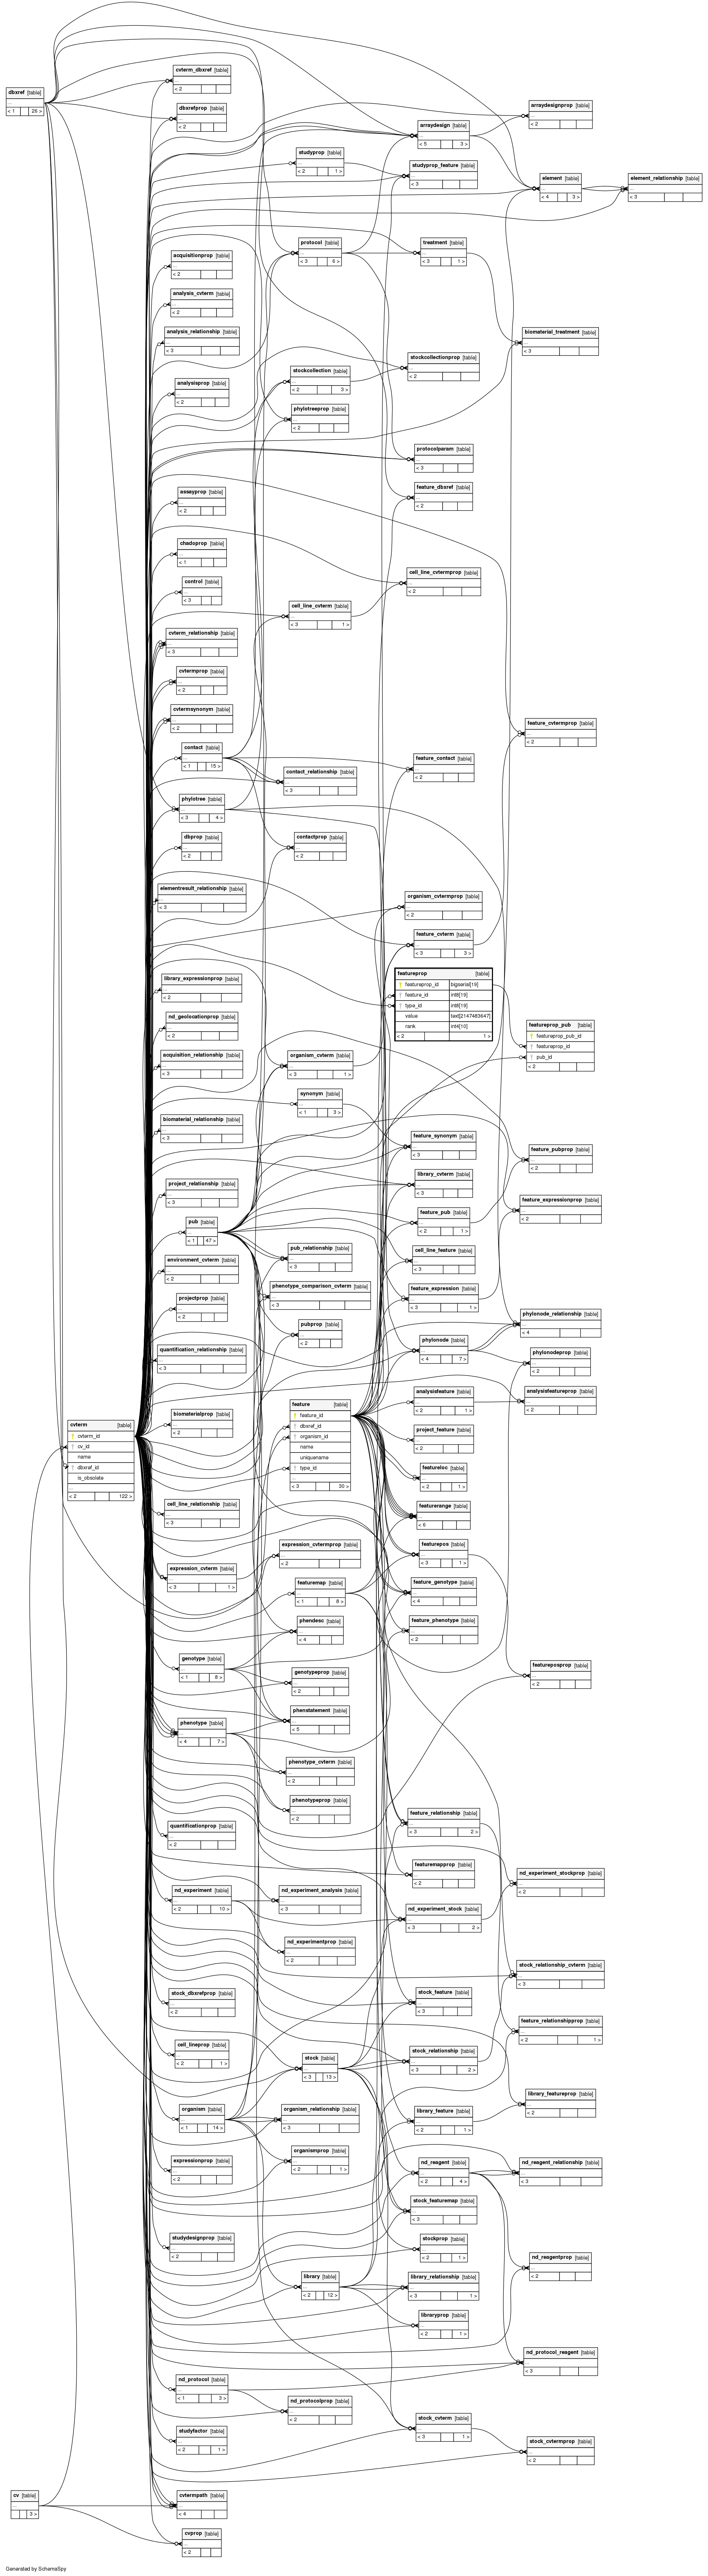 dbxref [table]
...
< 1 26 >
cvterm_dbxref [table]
...
< 2
dbxrefprop [table]
...
< 2
arraydesign [table]
...
< 5 3 >
arraydesignprop [table]
...
< 2
studyprop [table]
...
< 2 1 >
studyprop_feature [table]
...
< 3
element [table]
...
< 4 3 >
element_relationship [table]
...
< 3
acquisitionprop [table]
...
< 2
protocol [table]
...
< 3 6 >
treatment [table]
...
< 3 1 >
analysis_cvterm [table]
...
< 2
analysis_relationship [table]
...
< 3
biomaterial_treatment [table]
...
< 3
analysisprop [table]
...
< 2
stockcollection [table]
...
< 2 3 >
stockcollectionprop [table]
...
< 2
phylotreeprop [table]
...
< 2
protocolparam [table]
...
< 3
assayprop [table]
...
< 2
feature_dbxref [table]
...
< 2
chadoprop [table]
...
< 1
control [table]
...
< 3
cell_line_cvtermprop [table]
...
< 2
cell_line_cvterm [table]
...
< 3 1 >
cvterm_relationship [table]
...
< 3
cvtermprop [table]
...
< 2
cvtermsynonym [table]
...
< 2
feature_cvtermprop [table]
...
< 2
contact [table]
...
< 1 15 >
contact_relationship [table]
...
< 3
feature_contact [table]
...
< 2
phylotree [table]
...
< 3 4 >
dbprop [table]
...
< 2
contactprop [table]
...
< 2
elementresult_relationship [table]
...
< 3
organism_cvtermprop [table]
...
< 2
feature_cvterm [table]
...
< 3 3 >
library_expressionprop [table]
...
< 2
featureprop [table]
featureprop_id bigserial[19]
feature_id int8[19]
type_id int8[19]
value text[2147483647]
rank int4[10]
< 2 1 >
nd_geolocationprop [table]
...
< 2
featureprop_pub [table]
featureprop_pub_id
featureprop_id
pub_id
< 2
acquisition_relationship [table]
...
< 3
organism_cvterm [table]
...
< 3 1 >
synonym [table]
...
< 1 3 >
biomaterial_relationship [table]
...
< 3
feature_synonym [table]
...
< 3
feature_pubprop [table]
...
< 2
project_relationship [table]
...
< 3
library_cvterm [table]
...
< 3
feature_expressionprop [table]
...
< 2
pub [table]
...
< 1 47 >
feature_pub [table]
...
< 2 1 >
environment_cvterm [table]
...
< 2
pub_relationship [table]
...
< 3
cell_line_feature [table]
...
< 3
projectprop [table]
...
< 2
phenotype_comparison_cvterm [table]
...
< 3
feature_expression [table]
...
< 3 1 >
phylonode_relationship [table]
...
< 4
pubprop [table]
...
< 2
phylonode [table]
...
< 4 7 >
quantification_relationship [table]
...
< 3
phylonodeprop [table]
...
< 2
analysisfeature [table]
...
< 2 1 >
analysisfeatureprop [table]
...
< 2
cvterm [table]
cvterm_id
cv_id
name
dbxref_id
is_obsolete
...
< 2 122 >
biomaterialprop [table]
...
< 2
feature [table]
feature_id
dbxref_id
organism_id
name
uniquename
type_id
...
< 3 30 >
project_feature [table]
...
< 2
featureloc [table]
...
< 2 1 >
cell_line_relationship [table]
...
< 3
featurerange [table]
...
< 6
expression_cvtermprop [table]
...
< 2
featurepos [table]
...
< 3 1 >
expression_cvterm [table]
...
< 3 1 >
featuremap [table]
...
< 1 8 >
feature_genotype [table]
...
< 4
phendesc [table]
...
< 4
feature_phenotype [table]
...
< 2
genotype [table]
...
< 1 8 >
genotypeprop [table]
...
< 2
featureposprop [table]
...
< 2
phenstatement [table]
...
< 5
phenotype [table]
...
< 4 7 >
phenotype_cvterm [table]
...
< 2
phenotypeprop [table]
...
< 2
quantificationprop [table]
...
< 2
feature_relationship [table]
...
< 3 2 >
featuremapprop [table]
...
< 2
nd_experiment_stockprop [table]
...
< 2
nd_experiment [table]
...
< 2 10 >
nd_experiment_analysis [table]
...
< 3
nd_experiment_stock [table]
...
< 3 2 >
nd_experimentprop [table]
...
< 2
stock_relationship_cvterm [table]
...
< 3
stock_dbxrefprop [table]
...
< 2
stock_feature [table]
...
< 3
feature_relationshipprop [table]
...
< 2 1 >
cell_lineprop [table]
...
< 2 1 >
stock [table]
...
< 3 13 >
stock_relationship [table]
...
< 3 2 >
library_featureprop [table]
...
< 2
organism [table]
...
< 1 14 >
organism_relationship [table]
...
< 3
library_feature [table]
...
< 2 1 >
expressionprop [table]
...
< 2
organismprop [table]
...
< 2 1 >
nd_reagent [table]
...
< 2 4 >
nd_reagent_relationship [table]
...
< 3
stock_featuremap [table]
...
< 3
studydesignprop [table]
...
< 2
stockprop [table]
...
< 2 1 >
nd_reagentprop [table]
...
< 2
library [table]
...
< 2 12 >
library_relationship [table]
...
< 3 1 >
libraryprop [table]
...
< 2 1 >
nd_protocol_reagent [table]
...
< 3
nd_protocol [table]
...
< 1 3 >
nd_protocolprop [table]
...
< 2
studyfactor [table]
...
< 2 1 >
stock_cvterm [table]
...
< 3 1 >
stock_cvtermprop [table]
...
< 2
cv [table]
...
3 >
cvtermpath [table]
...
< 4
cvprop [table]
...
< 2
Generated by SchemaSpy